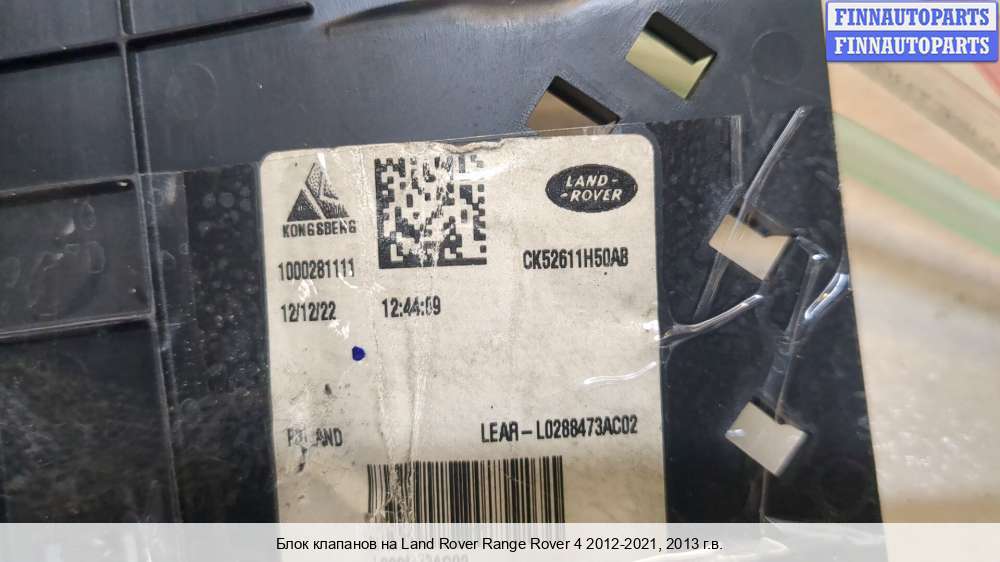 FINNAUTOPARTS
FINNAUTOPARTS
KONGSBERG
LAND-
-ROVER
1000281111
CK52611H50AB
12/12/22 12:44:09
POLAND
LEAR-L0288473AC02
Блок клапанов на Land Rover Range Rover 4 2012-2021, 2013 г.в.